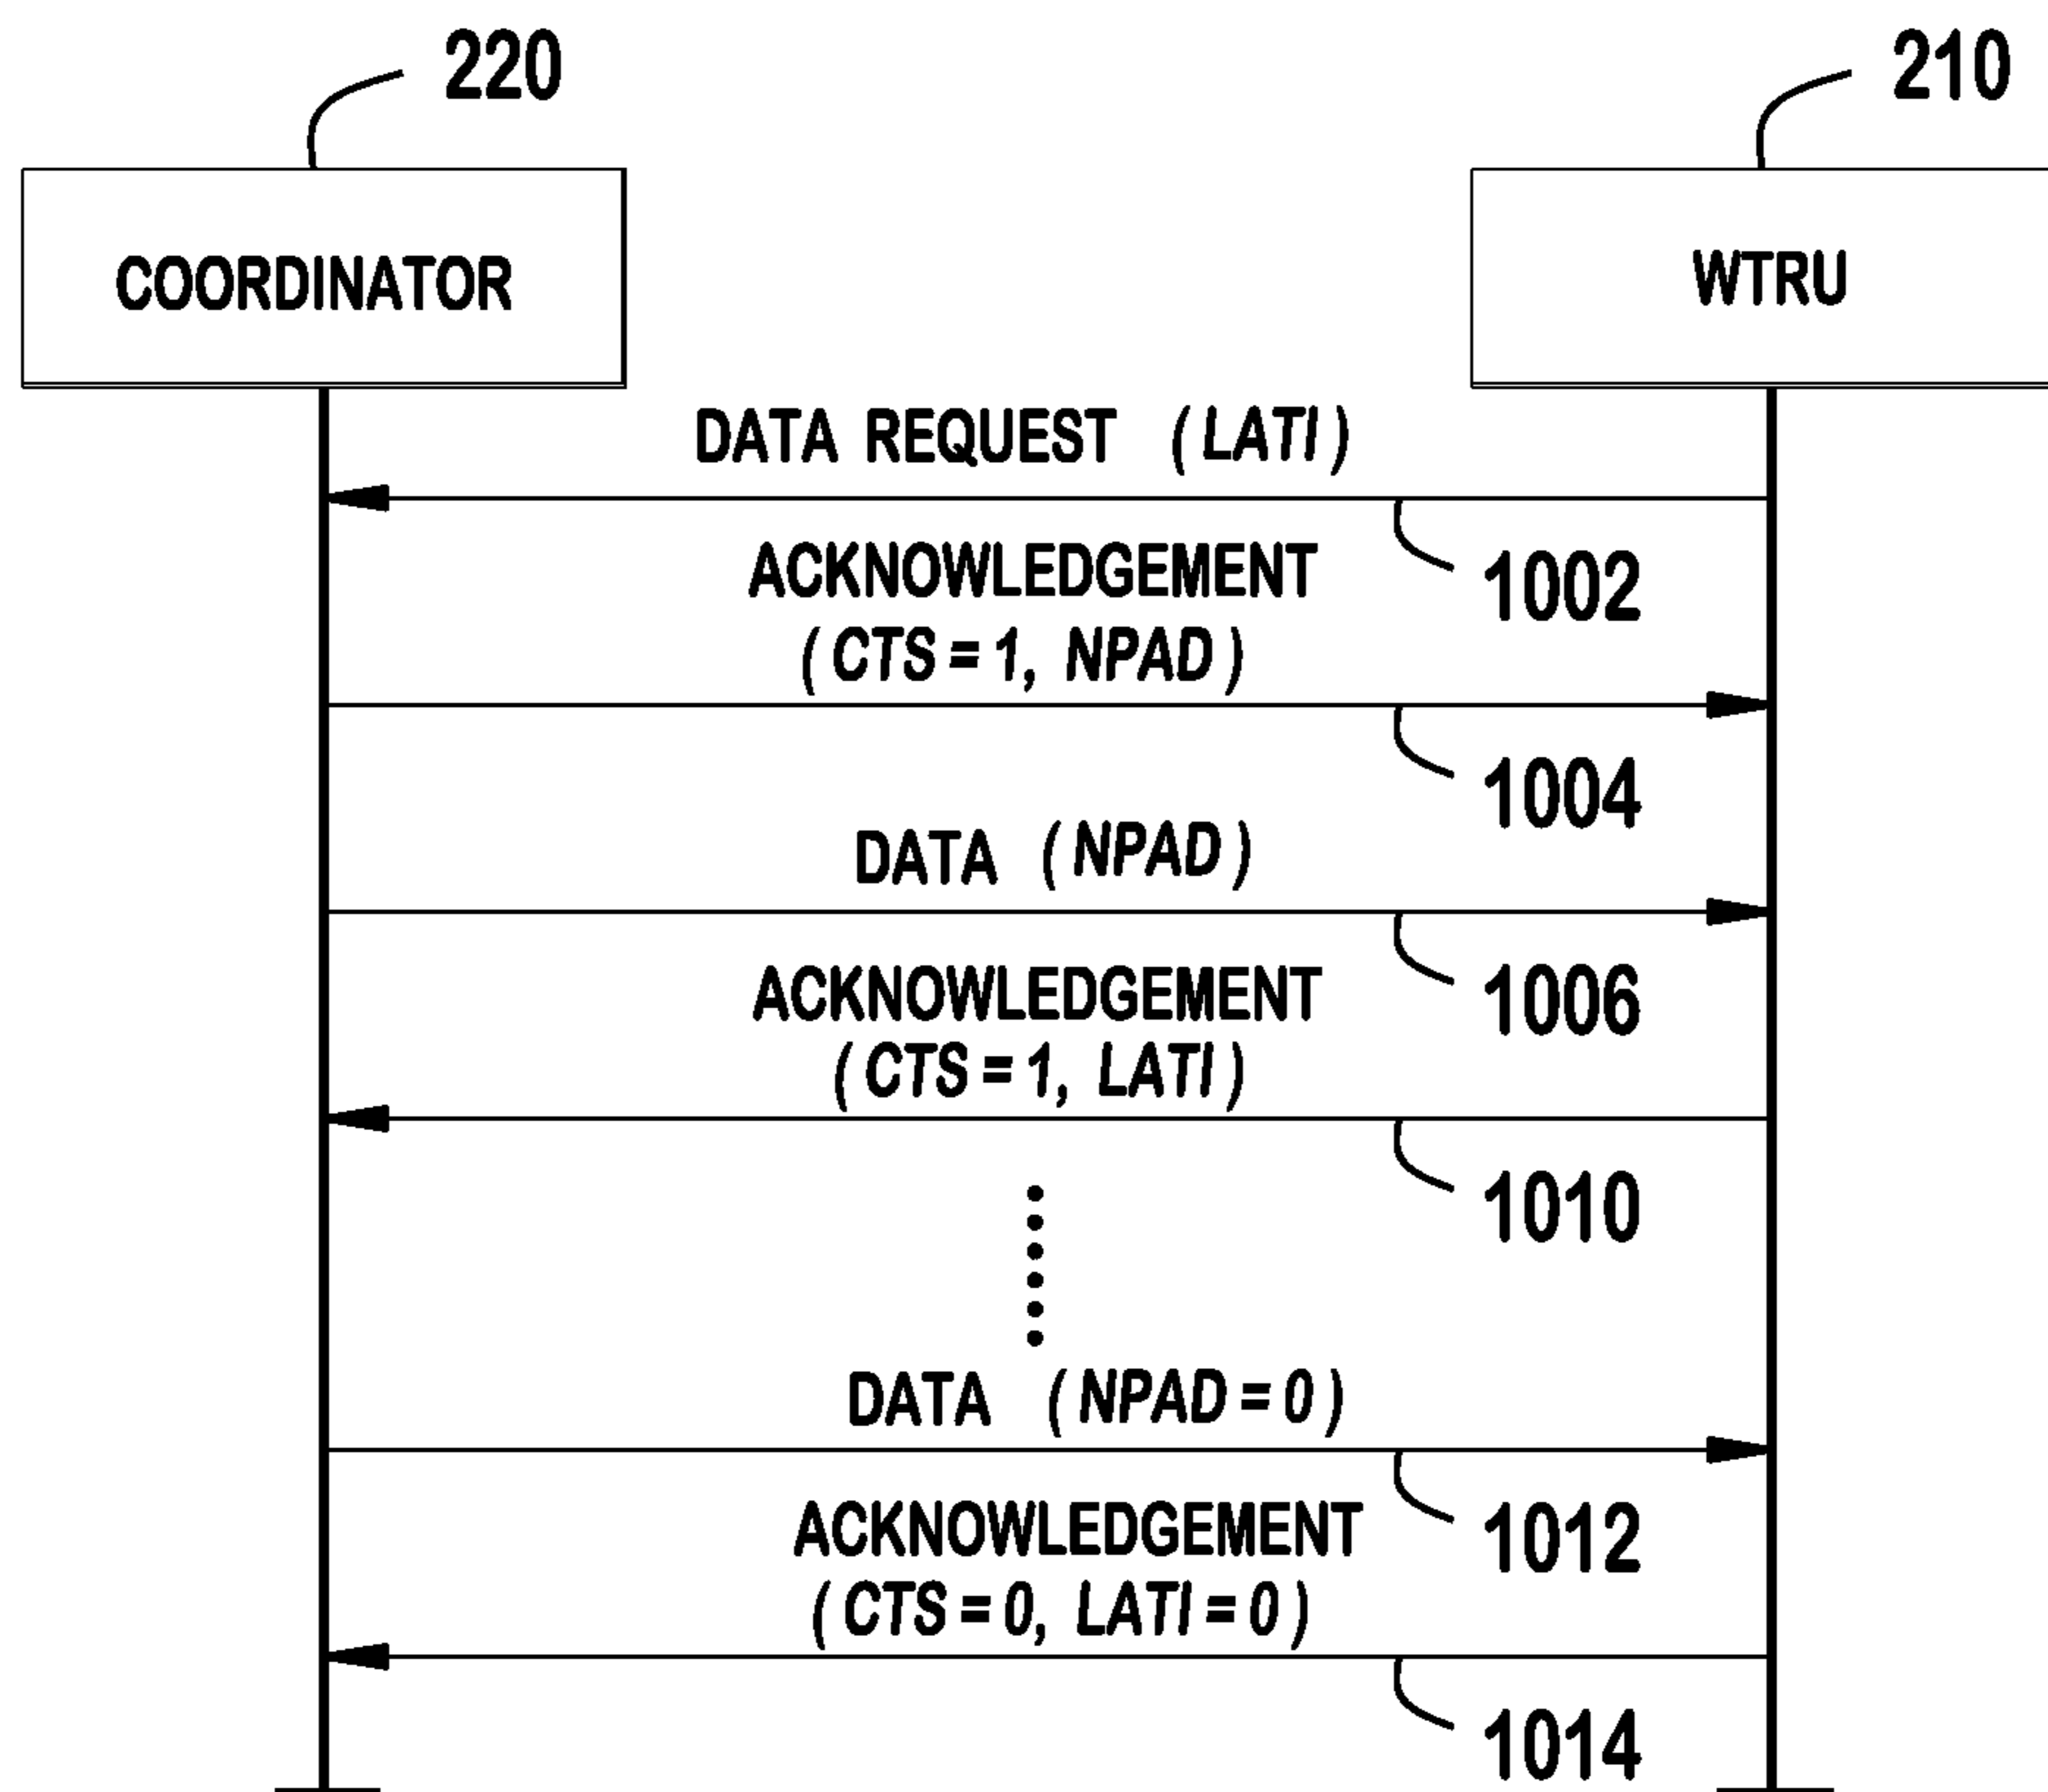 220
210
COORDINATOR
WTRU
DATA REQUEST (LATI)
1002
ACKNOWLEDGEMENT
(CTS = 1, NPAD)
1004
DATA (NPAD)
1006
ACKNOWLEDGEMENT
(CTS = 1, LATI)
1010
DATA (NPAD = 0)
1012
ACKNOWLEDGEMENT
(CTS = 0, LATI = 0)
1014